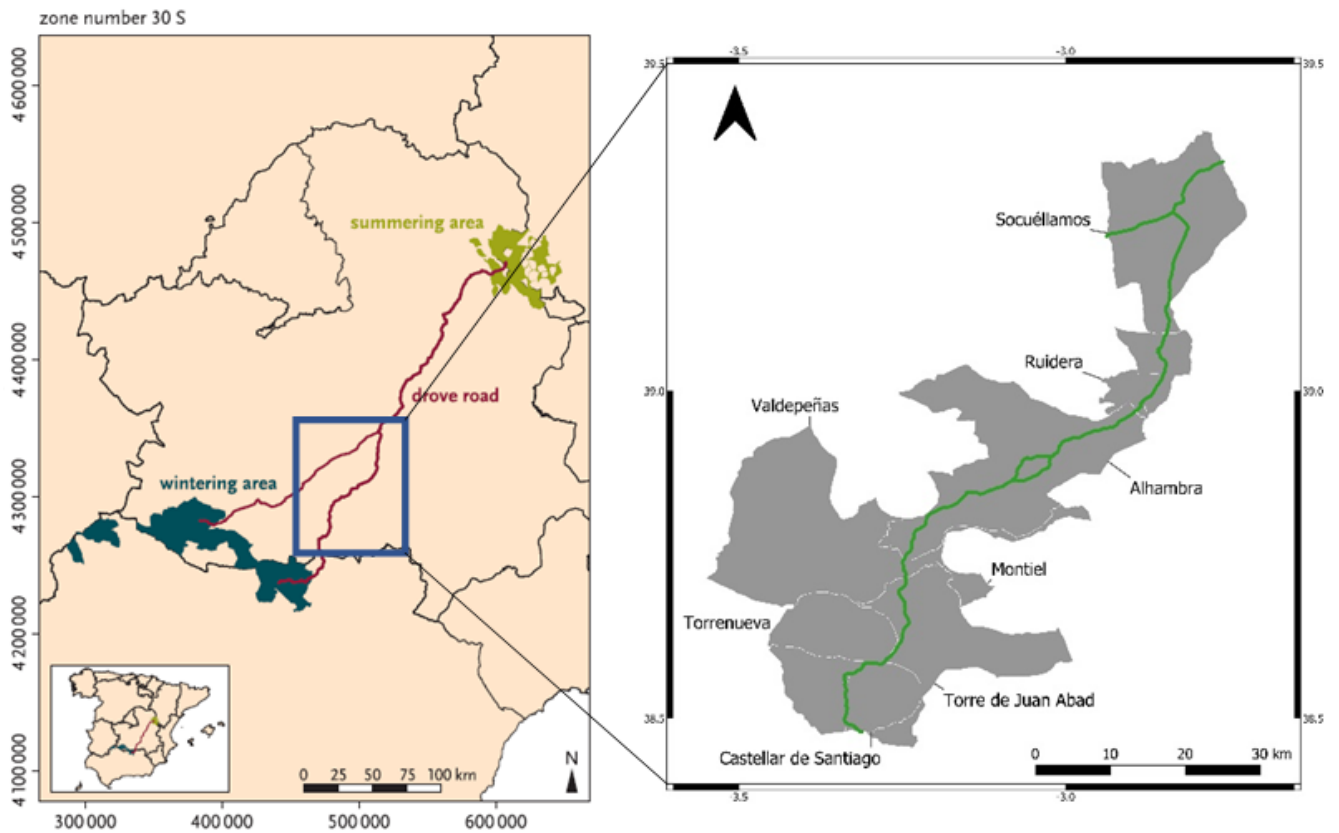 zone number 30 S
4 600 000
4 500 000
4 400 000
4 300 000
4 200 000
4 100 000
300 000
400 000
500 000
600 000
summering area
drove road
wintering area
N
0 25 50 75 100 km
-3.5
-3.0
39.5
39.5
Socuéllamos
Ruidera
39.0
39.0
Valdepeñas
Alhambra
Montiel
Torrenueva
Torre de Juan Abad
38.5
38.5
Castellar de Santiago
0 10 20 30 km
-3.5
-3.0